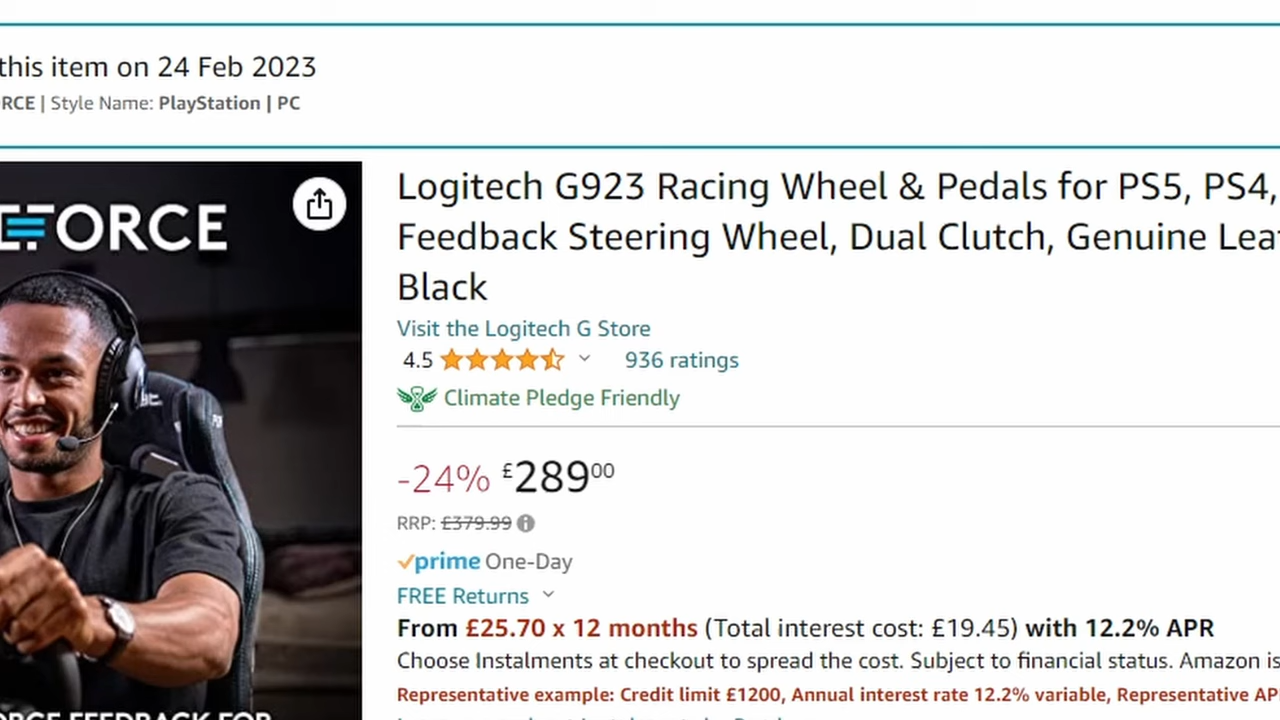 this item on 24 Feb 2023
RCE | Style Name: PlayStation | PC
FORCE
Logitech G923 Racing Wheel & Pedals for PS5, PS4,
Feedback Steering Wheel, Dual Clutch, Genuine Lea
Black
Visit the Logitech G Store
4.5 936 ratings
Climate Pledge Friendly
-24% £28900
RRP: £379.99
prime One-Day
FREE Returns
From £25.70 x 12 months (Total interest cost: £19.45) with 12.2% APR
Choose Instalments at checkout to spread the cost. Subject to financial status. Amazon is
Representative example: Credit limit £1200, Annual interest rate 12.2% variable, Representative AP
FEEDBACK FOR